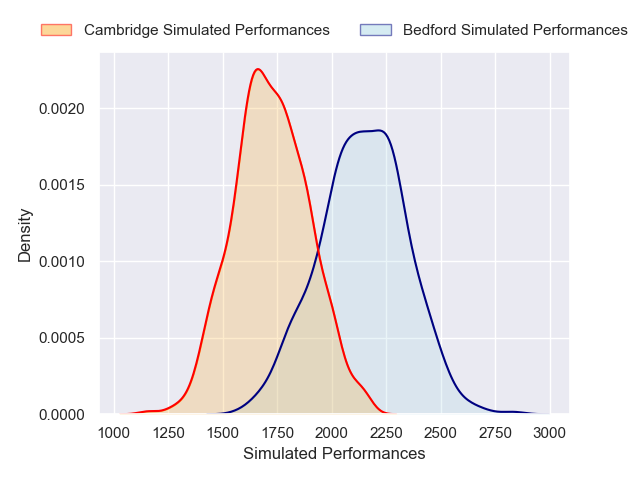 Cambridge Simulated Performances Bedford Simulated Performances
0.0020
0.0015
0.0010
0.0005
0.0000
Density
1000 1250 1500 1750 2000 2250 2500 2750 3000
Simulated Performances